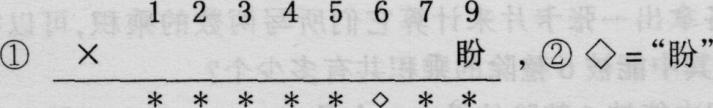 1 2 3 4 5 6 7 9
① × 盼 , ② ◇ = “盼”
* * * * * ◇ * *